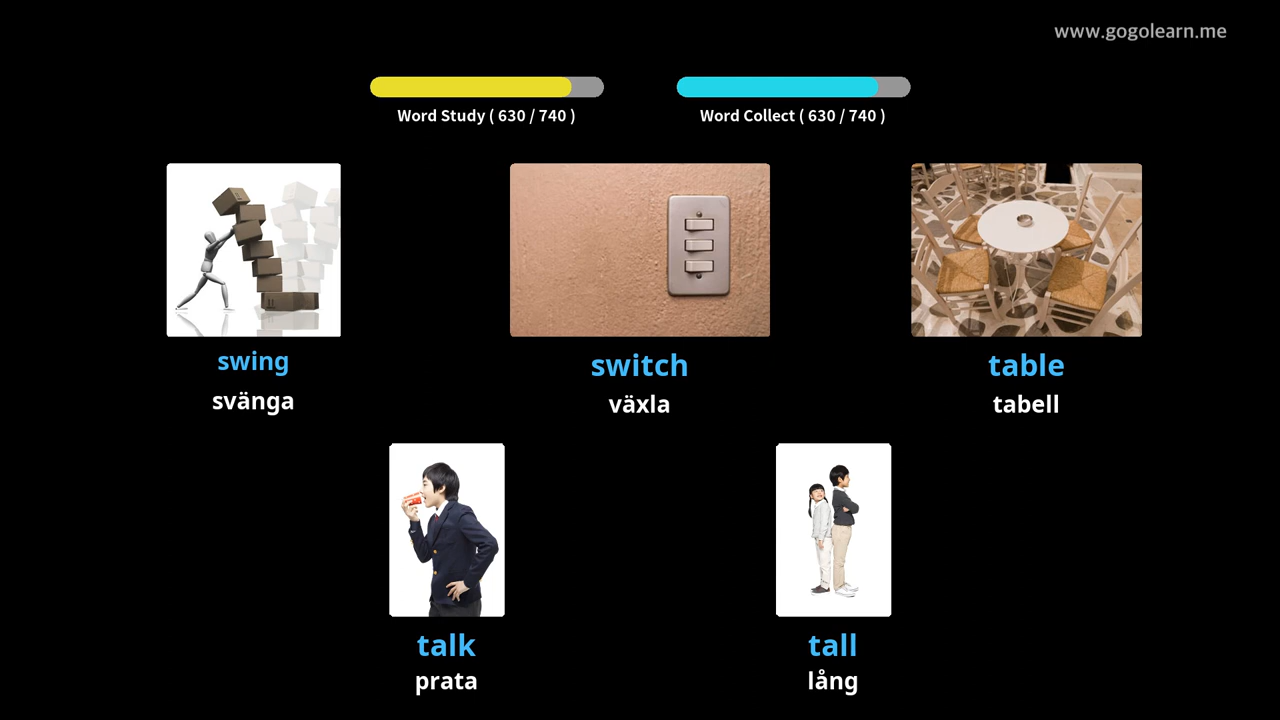 www.gogolearn.me
Word Study ( 630 / 740 )
Word Collect ( 630 / 740 )
swing
svänga
switch
växla
table
tabell
talk
prata
tall
lång